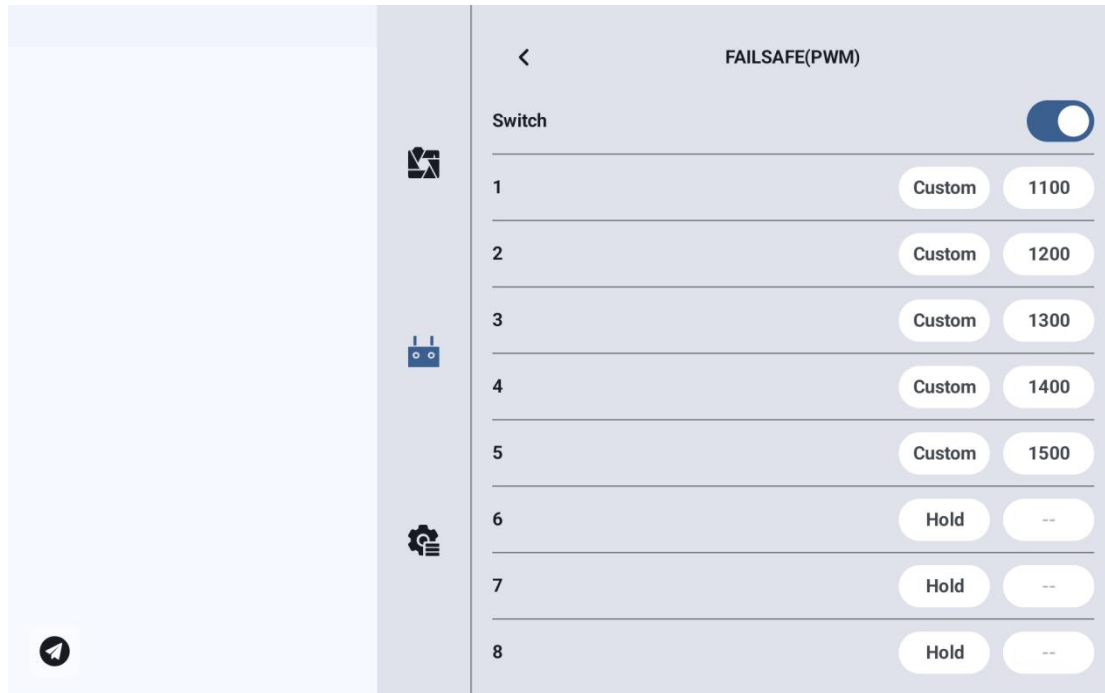 FAILSAFE(PWM)
Switch
1 Custom 1100
2 Custom 1200
3 Custom 1300
4 Custom 1400
5 Custom 1500
6 Hold --
7 Hold --
8 Hold --